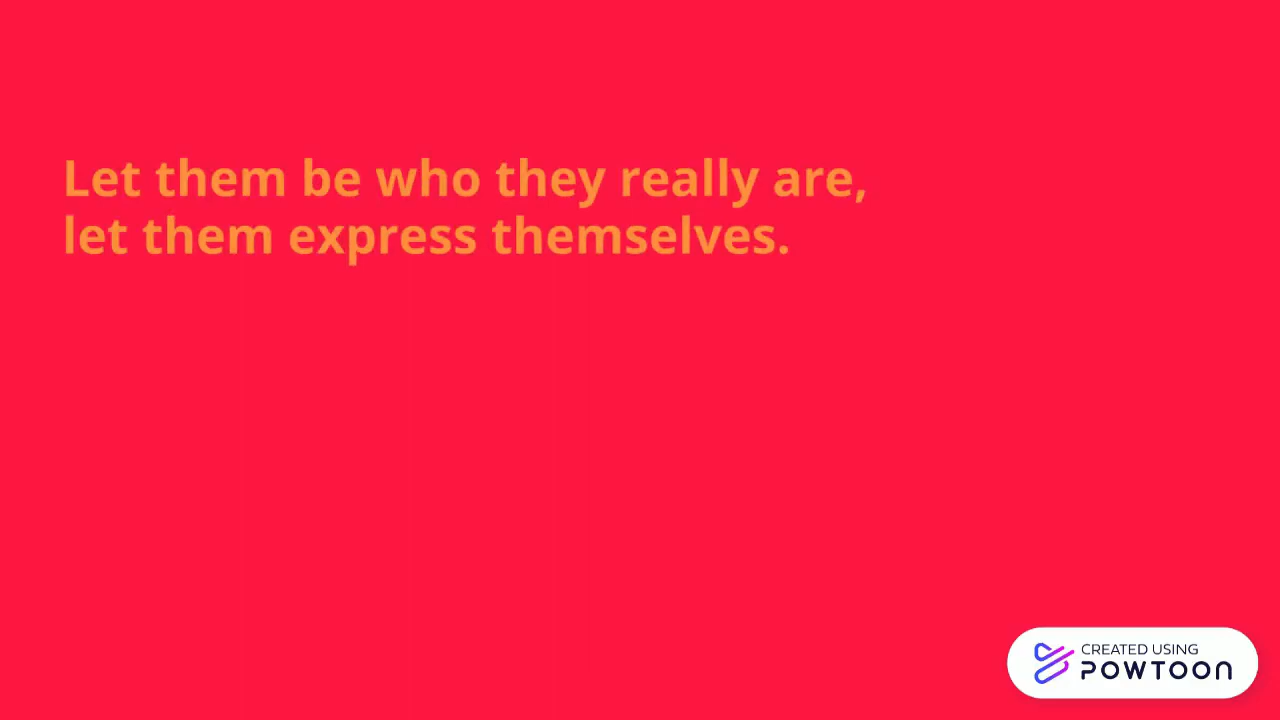 Let them be who they really are,
let them express themselves.
CREATED USING
POWTOON